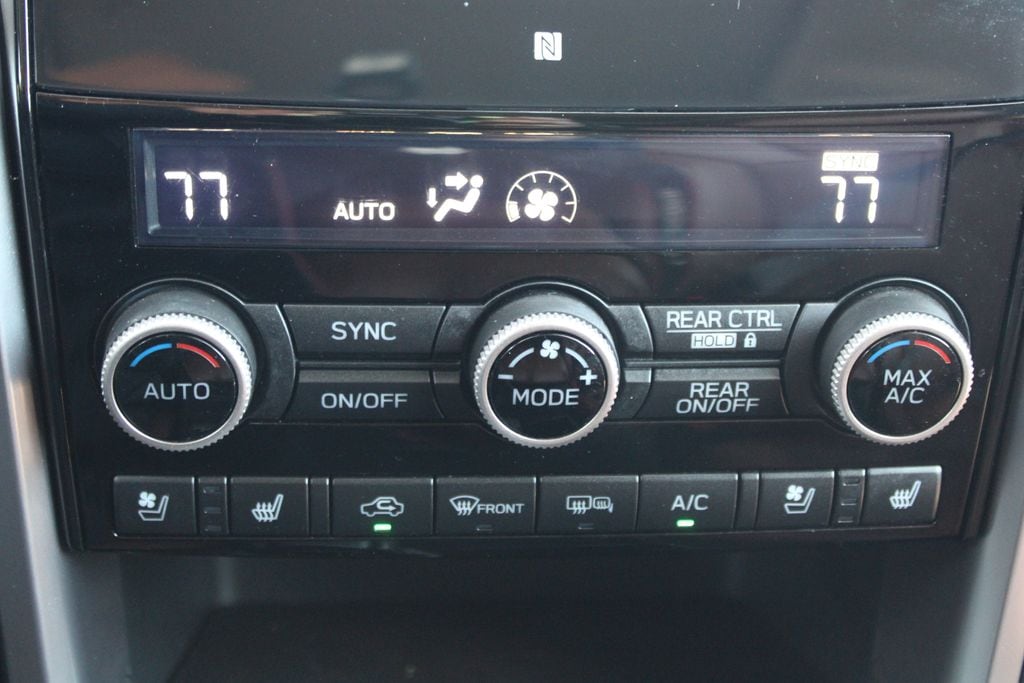 N
SYNC
77 AUTO 77
SYNC
REAR CTRL
HOLD
AUTO
MODE
MAX
A/C
ON/OFF
REAR
ON/OFF
FRONT
A/C